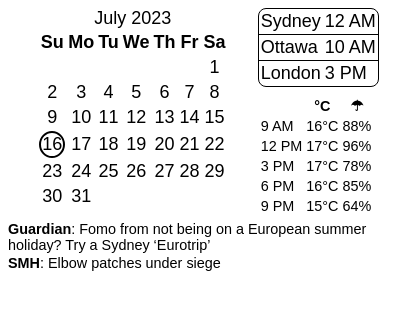 July 2023
Su Mo Tu We Th Fr Sa
1
2 3 4 5 6 7 8
9 10 11 12 13 14 15
16 17 18 19 20 21 22
23 24 25 26 27 28 29
30 31
Sydney 12 AM
Ottawa 10 AM
London 3 PM
°C ☂
9 AM 16°C 88%
12 PM 17°C 96%
3 PM 17°C 78%
6 PM 16°C 85%
9 PM 15°C 64%
Guardian: Fomo from not being on a European summer
holiday? Try a Sydney ‘Eurotrip’
SMH: Elbow patches under siege